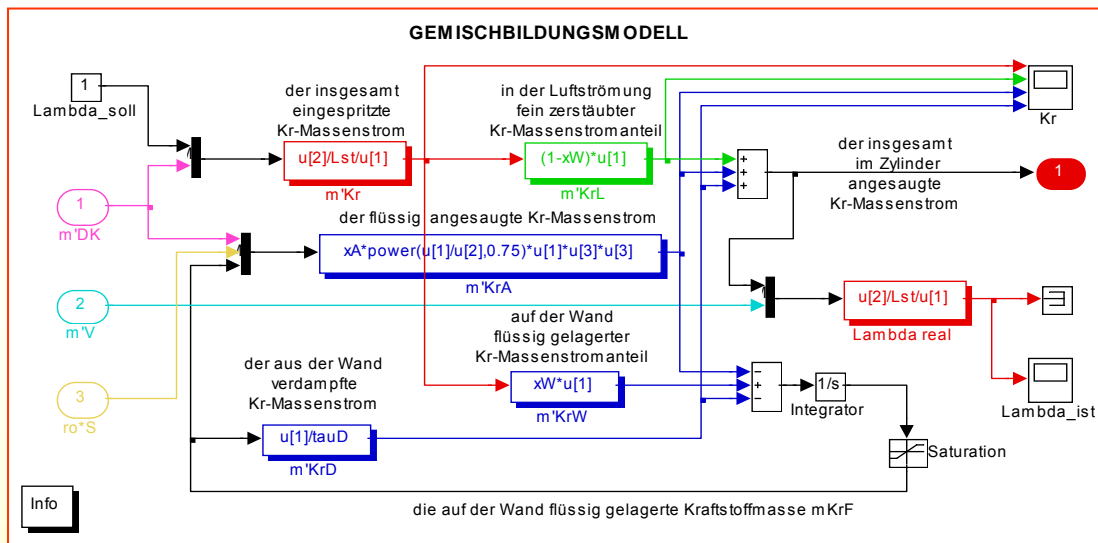 GEMISCHBILDUNGSMODELL
1
Lambda_soll
der insgesamt
eingespritzte
Kr-Massenstrom
u[2]/Lst/u[1]
m'Kr
in der Luftströmung
fein zerstäubter
Kr-Massenstromanteil
(1-xW)*u[1]
m'KrL
Kr
der insgesamt
im Zylinder
angesaugte
Kr-Massenstrom
1
+
+
+
1
m'DK
der flüssig angesaugte Kr-Massenstrom
xA*power(u[1]/u[2],0.75)*u[1]*u[3]*u[3]
m'KrA
2
m'V
u[2]/Lst/u[1]
Lambda real
auf der Wand
flüssig gelagerter
Kr-Massenstromanteil
xW*u[1]
m'KrW
−
+
−
1/s
Integrator
Lambda_ist
3
ro*S
der aus der Wand
verdampfte
Kr-Massenstrom
u[1]/tauD
m'KrD
Saturation
Info
die auf der Wand flüssig gelagerte Kraftstoffmasse mKrF